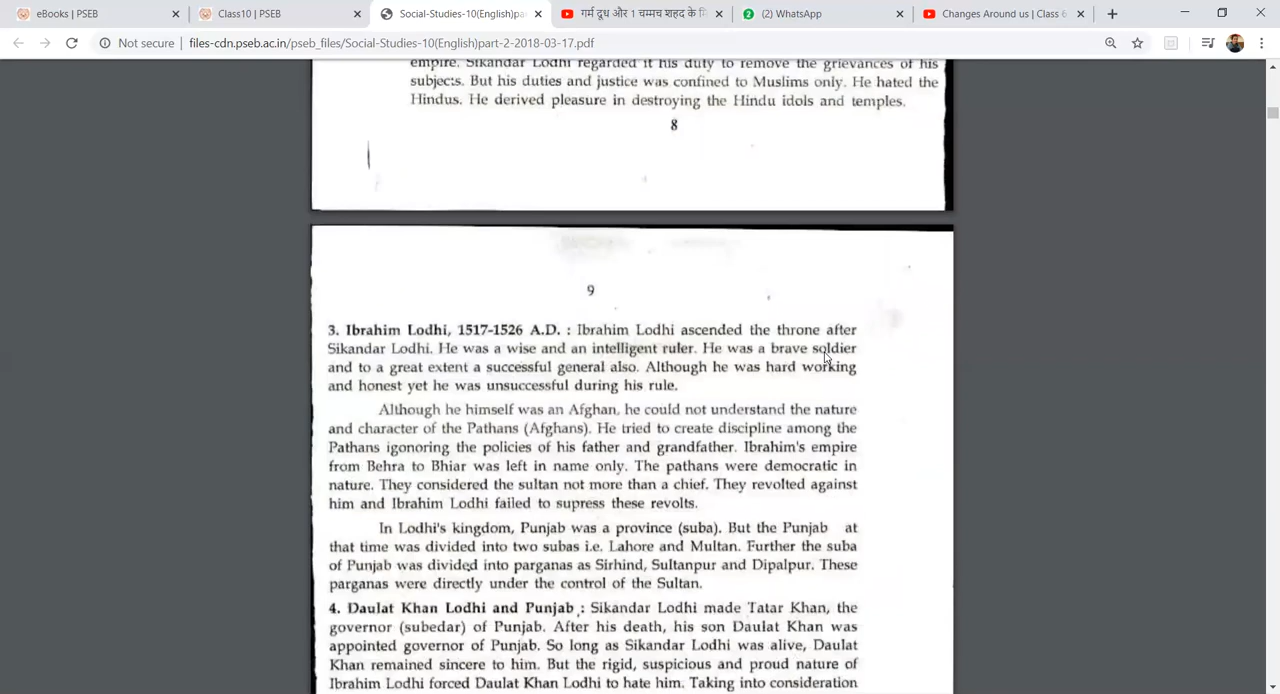 eBooks | PSEB
Class10 | PSEB
Social-Studies-10(English)par
गर्म दूध और 1 चम्मच शहद के मि
(2) WhatsApp
Changes Around us | Class 6
Not secure | files-cdn.pseb.ac.in/pseb_files/Social-Studies-10(English)part-2-2018-03-17.pdf
empire. Sikandar Lodhi regarded it his duty to remove the grievances of his
subjects. But his duties and justice was confined to Muslims only. He hated the
Hindus. He derived pleasure in destroying the Hindu idols and temples.
8
9
3. Ibrahim Lodhi, 1517-1526 A.D. : Ibrahim Lodhi ascended the throne after
Sikandar Lodhi. He was a wise and an intelligent ruler. He was a brave soldier
and to a great extent a successful general also. Although he was hard working
and honest yet he was unsuccessful during his rule.
Although he himself was an Afghan, he could not understand the nature
and character of the Pathans (Afghans). He tried to create discipline among the
Pathans igonoring the policies of his father and grandfather. Ibrahim's empire
from Behra to Bhiar was left in name only. The pathans were democratic in
nature. They considered the sultan not more than a chief. They revolted against
him and Ibrahim Lodhi failed to supress these revolts.
In Lodhi's kingdom, Punjab was a province (suba). But the Punjab at
that time was divided into two subas i.e. Lahore and Multan. Further the suba
of Punjab was divided into parganas as Sirhind, Sultanpur and Dipalpur. These
parganas were directly under the control of the Sultan.
4. Daulat Khan Lodhi and Punjab : Sikandar Lodhi made Tatar Khan, the
governor (subedar) of Punjab. After his death, his son Daulat Khan was
appointed governor of Punjab. So long as Sikandar Lodhi was alive, Daulat
Khan remained sincere to him. But the rigid, suspicious and proud nature of
Ibrahim Lodhi forced Daulat Khan Lodhi to hate him. Taking into consideration